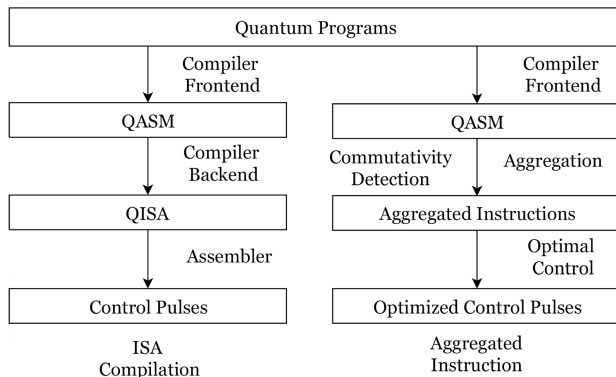 Quantum Programs
Compiler
Frontend
Compiler
Frontend
QASM
QASM
Compiler
Backend
Commutativity
Detection
Aggregation
QISA
Aggregated Instructions
Assembler
Optimal
Control
Control Pulses
Optimized Control Pulses
ISA
Compilation
Aggregated
Instruction